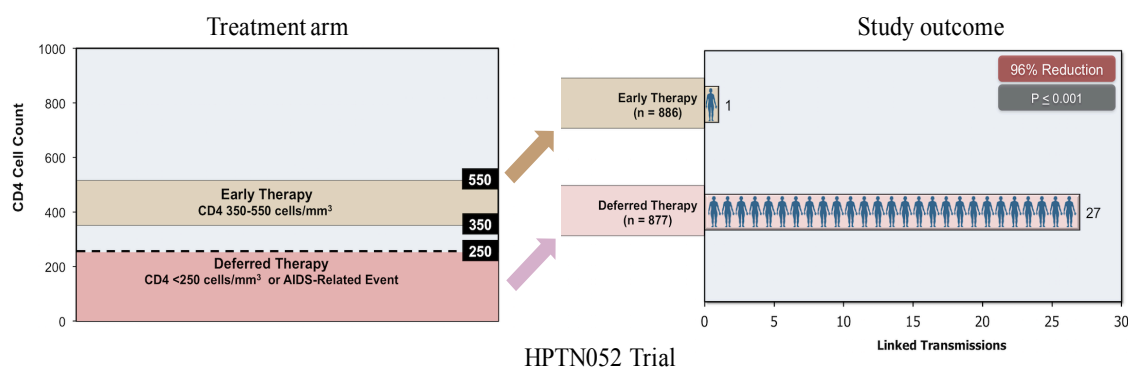 Treatment arm
Study outcome
CD4 Cell Count
1000
800
600
400
200
0
550
Early Therapy
CD4 350-550 cells/mm³
350
250
Deferred Therapy
CD4 <250 cells/mm³ or AIDS-Related Event
Early Therapy
(n = 886)
1
Deferred Therapy
(n = 877)
27
96% Reduction
P ≤ 0.001
0 5 10 15 20 25 30
Linked Transmissions
HPTN052 Trial